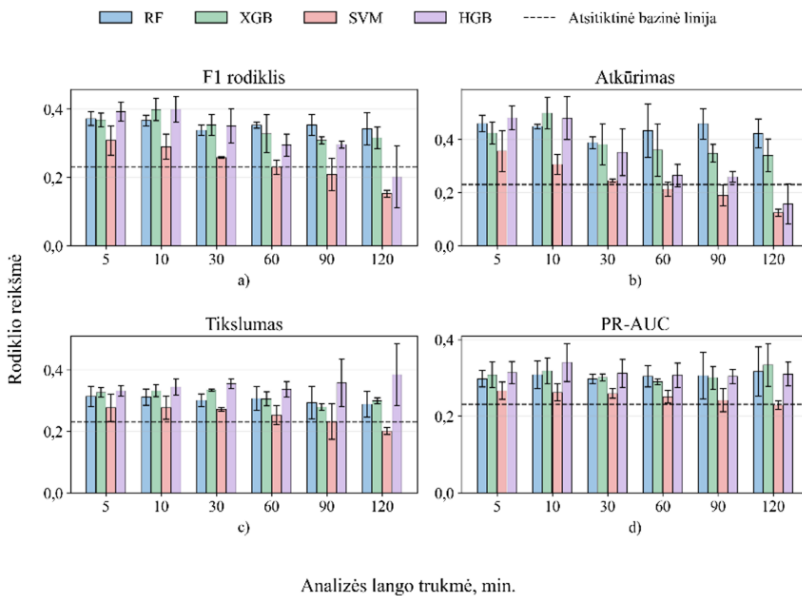 RF XGB SVM HGB Atsitiktinė bazinė linija
F1 rodiklis
0,4
0,2
0,0
5 10 30 60 90 120
a)
Atkūrimas
0,4
0,2
0,0
5 10 30 60 90 120
b)
Rodiklio reikšmė
Tikslumas
0,4
0,2
0,0
5 10 30 60 90 120
c)
PR-AUC
0,4
0,2
0,0
5 10 30 60 90 120
d)
Analizės lango trukmė, min.